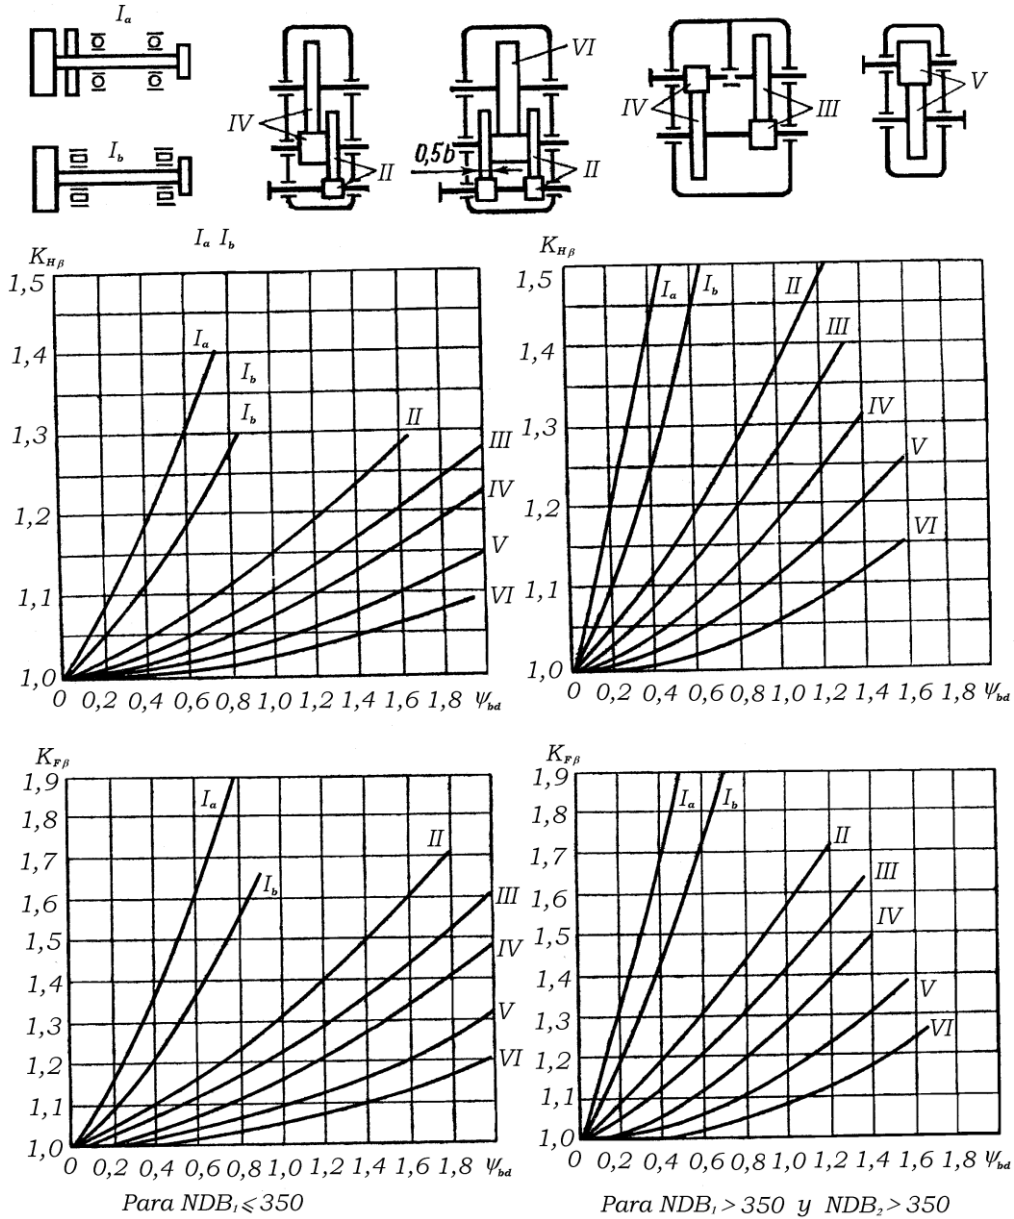 Iₐ
I_b
IV
II
VI
0,5b
II
IV
III
V
Iₐ I_b
K_Hβ
1,5
1,4
1,3
1,2
1,1
1,0
Iₐ
I_b
I_b
II
III
IV
V
VI
0 0,2 0,4 0,6 0,8 1,0 1,2 1,4 1,6 1,8 ψ_bd
K_Hβ
1,5
1,4
1,3
1,2
1,1
1,0
Iₐ
I_b
II
III
IV
V
VI
0 0,2 0,4 0,6 0,8 1,0 1,2 1,4 1,6 1,8 ψ_bd
K_Fβ
1,9
1,8
1,7
1,6
1,5
1,4
1,3
1,2
1,1
1,0
Iₐ
I_b
II
III
IV
V
VI
0 0,2 0,4 0,6 0,8 1,0 1,2 1,4 1,6 1,8 ψ_bd
Para NDB₁ ⩽ 350
K_Fβ
1,9
1,8
1,7
1,6
1,5
1,4
1,3
1,2
1,1
1,0
Iₐ
I_b
II
III
IV
V
VI
0 0,2 0,4 0,6 0,8 1,0 1,2 1,4 1,6 1,8 ψ_bd
Para NDB₁ > 350 y NDB₂ > 350